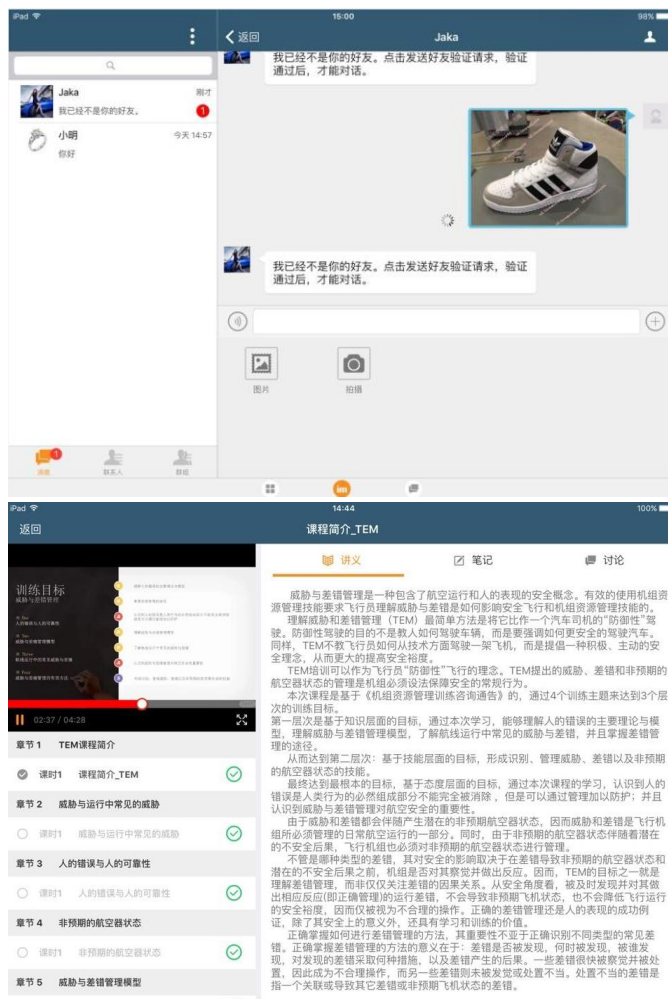 iPad
15:00
98%
返回
Jaka
Jaka
刚才
我已经不是你的好友。
1
小明
今天 14:57
你好
我已经不是你的好友。点击发送好友验证请求，验证
通过后，才能对话。
我已经不是你的好友。点击发送好友验证请求，验证
通过后，才能对话。
图片
拍摄
1
消息
联系人
群组
im
iPad
14:44
100%
返回
课程简介_TEM
训练目标
威胁与差错管理
02:37 / 04:28
章节 1 TEM课程简介
课时1 课程简介_TEM
章节 2 威胁与运行中常见的威胁
课时1 威胁与运行中常见的威胁
章节 3 人的错误与人的可靠性
课时1 人的错误与人的可靠性
章节 4 非预期的航空器状态
课时1 非预期的航空器状态
章节 5 威胁与差错管理模型
讲义
笔记
讨论
威胁与差错管理是一种包含了航空运行和人的表现的安全概念。有效的使用机组资
源管理技能要求飞行员理解威胁与差错是如何影响安全飞行和机组资源管理技能的。
理解威胁和差错管理（TEM）最简单方法是将它比作一个汽车司机的“防御性”驾
驶。防御性驾驶的目的不是教人如何驾驶车辆，而是要强调如何更安全的驾驶汽车。
同样，TEM不教飞行员如何从技术方面驾驶一架飞机，而是提倡一种积极、主动的安
全理念，从而更大的提高安全裕度。
TEM培训可以作为飞行员“防御性”飞行的理念。TEM提出的威胁、差错和非预期的
航空器状态的管理是机组必须设法保障安全的常规行为。
本次课程是基于《机组资源管理训练咨询通告》的，通过4个训练主题来达到3个层
次的训练目标。
第一层次是基于知识层面的目标，通过本次学习，能够理解人的错误的主要理论与模
型，理解威胁与差错管理模型，了解航线运行中常见的威胁与差错，并且掌握差错管
理的途径。
从而达到第二层次：基于技能层面的目标，形成识别、管理威胁、差错以及非预期
的航空器状态的技能。
最终达到最根本的目标，基于态度层面的目标，通过本次课程的学习，认识到人的
错误是人类行为的必然组成部分不能完全被消除，但是可以通过管理加以防护；并且
认识到威胁与差错管理对航空安全的重要性。
由于威胁和差错都会伴随产生潜在的非预期航空器状态，因而威胁和差错是飞行机
组所必须管理的日常航空运行的一部分。同时，由于非预期的航空器状态伴随着潜在
的不安全后果，飞行机组也必须对非预期的航空器状态进行管理。
不管是哪种类型的差错，其对安全的影响取决于在差错导致非预期的航空器状态和
潜在的不安全后果之前，机组是否对其察觉并做出反应。因而，TEM的目标之一就是
理解差错管理，而非仅仅关注差错的因果关系。从安全角度看，被及时发现并对其做
出相应反应(即正确管理)的运行差错，不会导致非预期飞机状态，也不会降低飞行运行
的安全裕度，因而仅被视为不合理的操作。正确的差错管理还是人的表现的成功例
证，除了其安全上的意义外，还具有学习和训练的价值。
正确掌握如何进行差错管理的方法，其重要性不亚于正确识别不同类型的常见差
错。正确掌握差错管理的方法的意义在于：差错是否被发现，何时被发现，被谁发
现，对发现的差错采取何种措施，以及差错产生的后果。一些差错很快被察觉并被处
置，因此成为不合理操作，而另一些差错则未被发觉或处置不当。处置不当的差错是
指一个关联或导致其它差错或非预期飞机状态的差错。